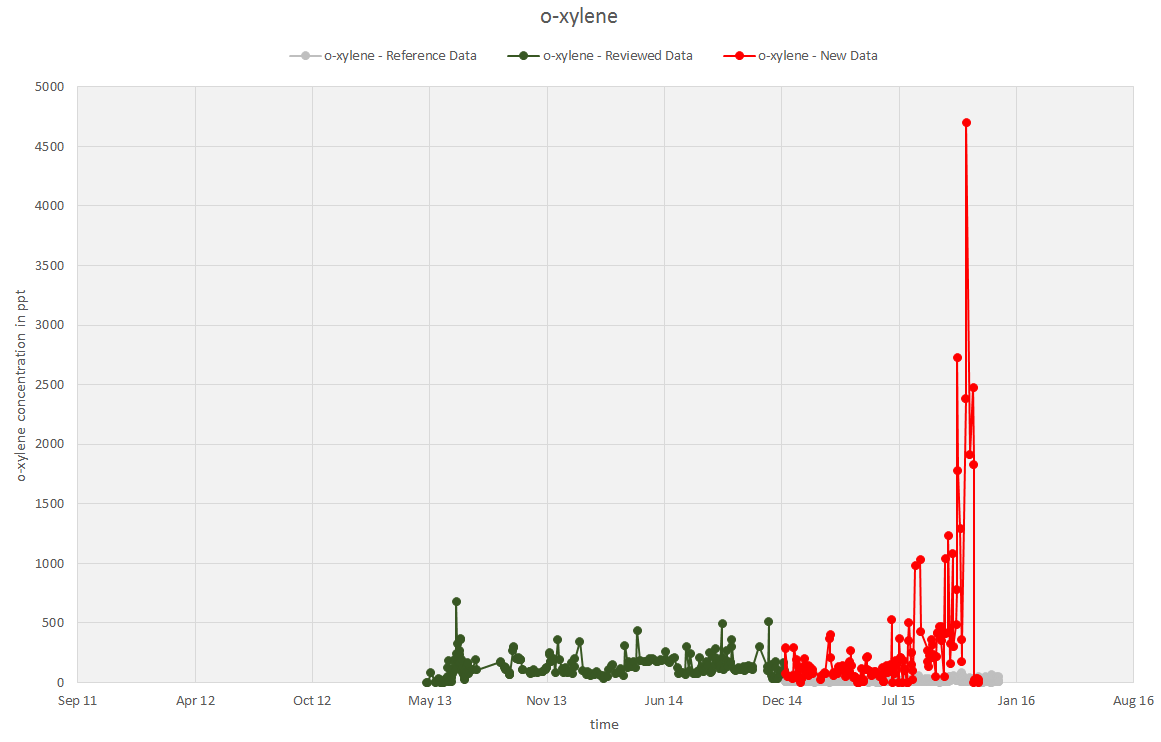 o-xylene
o-xylene - Reference Data
o-xylene - Reviewed Data
o-xylene - New Data
5000
4500
4000
3500
3000
2500
2000
1500
1000
500
0
o-xylene concentration in ppt
Sep 11
Apr 12
Oct 12
May 13
Nov 13
Jun 14
Dec 14
Jul 15
Jan 16
Aug 16
time